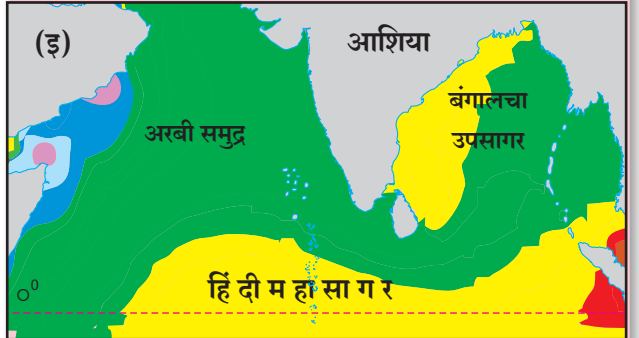 (इ)
आशिया
बंगालचा
उपसागर
अरबी समुद्र
हिं दी म हा सा ग र
0⁰